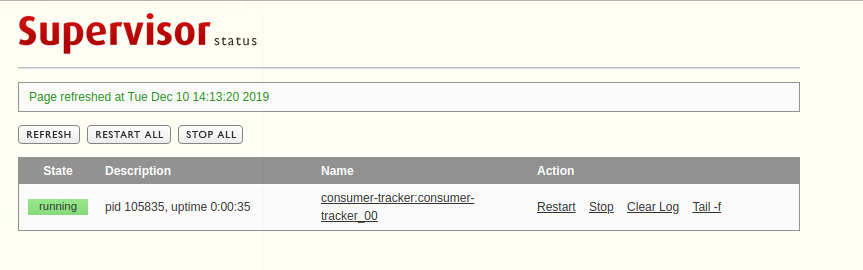 Supervisor status
Page refreshed at Tue Dec 10 14:13:20 2019
REFRESH RESTART ALL STOP ALL
State Description Name Action
running pid 105835, uptime 0:00:35 consumer-tracker:consumer- Restart Stop Clear Log Tail -f
tracker_00